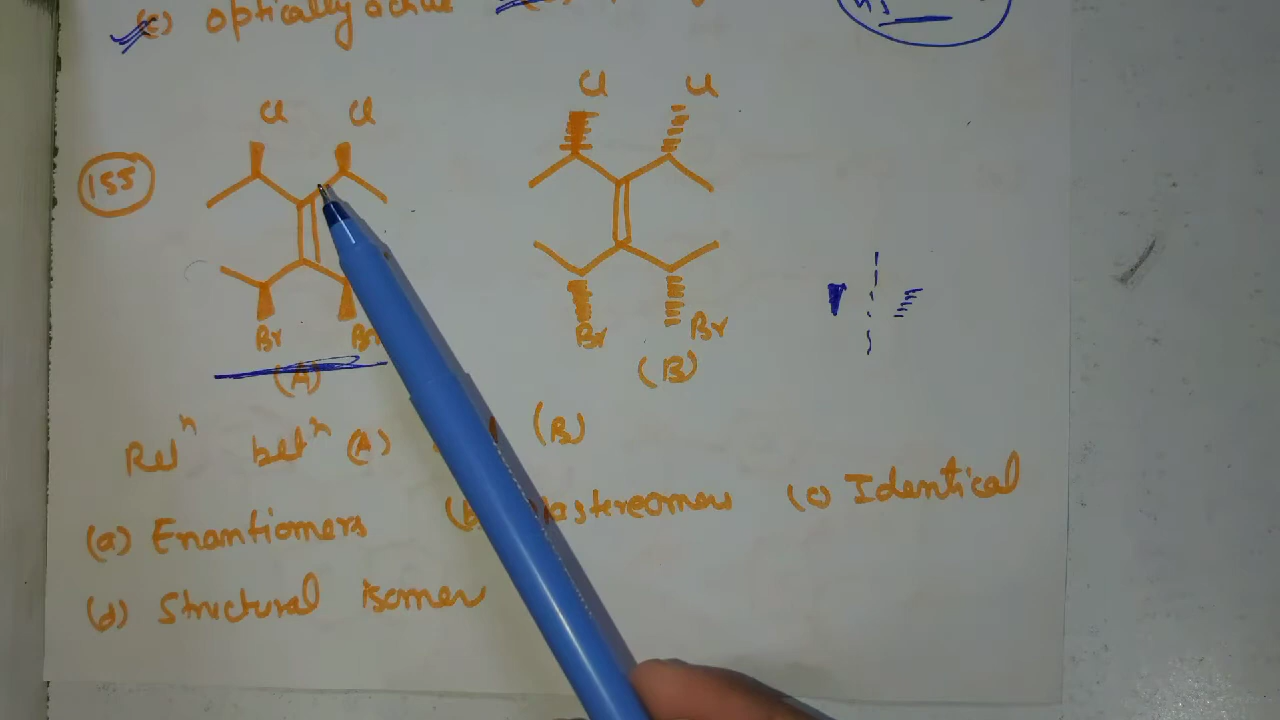 (c) optically active
Cl Cl Cl Cl
155
Br Br Br Br
(A) (B)
Relⁿ betⁿ (A) (B)
(a) Enantiomers (b) (c) Identical
(d) Structural isomer